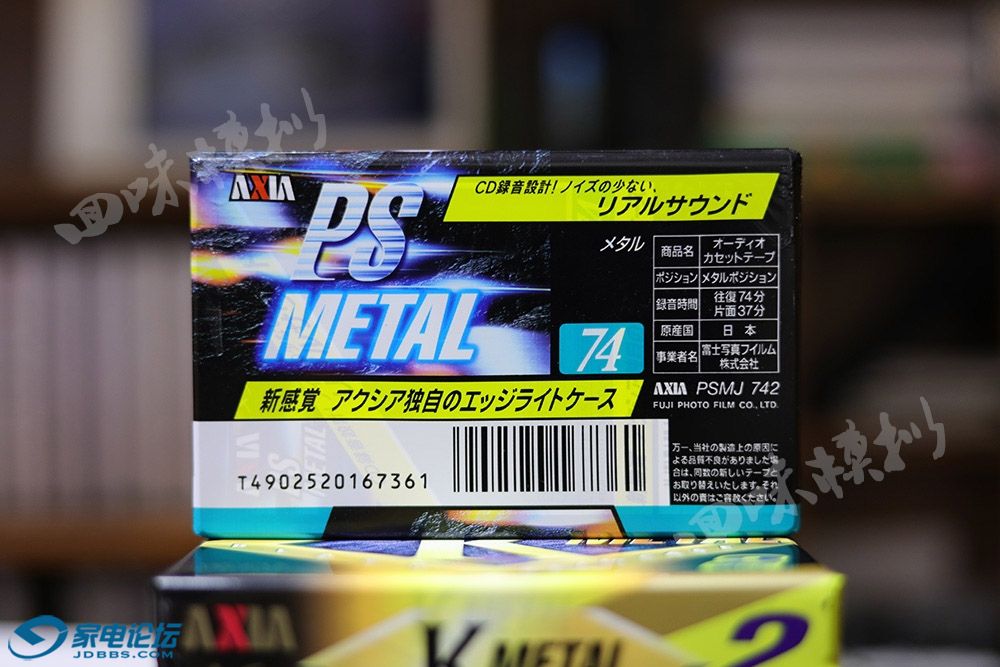 回味模扚
AXIA
PS
METAL
CD録音設計!ノイズの少ない、
リアルサウンド
メタル
商品名 オーディオ
カセットテープ
ポジション メタルポジション
録音時間 往復74分
片面37分
原産国 日本
事業者名 富士写真フイルム
株式会社
74
AXIA PSMJ 742
FUJI PHOTO FILM CO., LTD.
新感覚 アクシア独自のエッジライトケース
T4902520167361
万一、当社の製造上の原因に
よる品質不良がありました場
合は、同数の新しいテープと
お取り替えいたします。それ
以外の責はご容赦ください。
回味模扚
AXIA
K METAL
2
家电论坛
JDBBS.COM